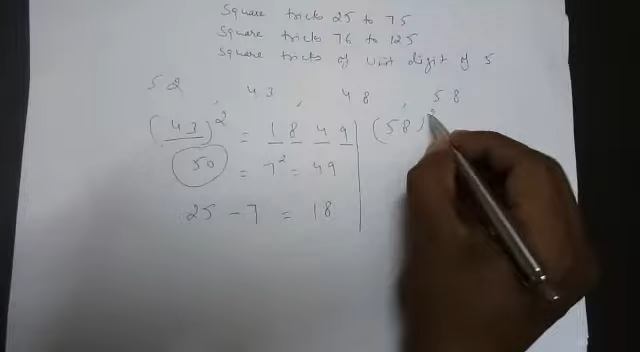 Square tricks 25 to 75
Square tricks 76 to 125
Square tricks of unit digit of 5
52 , 43 , 48 , 58
(43)² = 1 8 4 9
50 = 7² = 49
25 - 7 = 18
(58)²